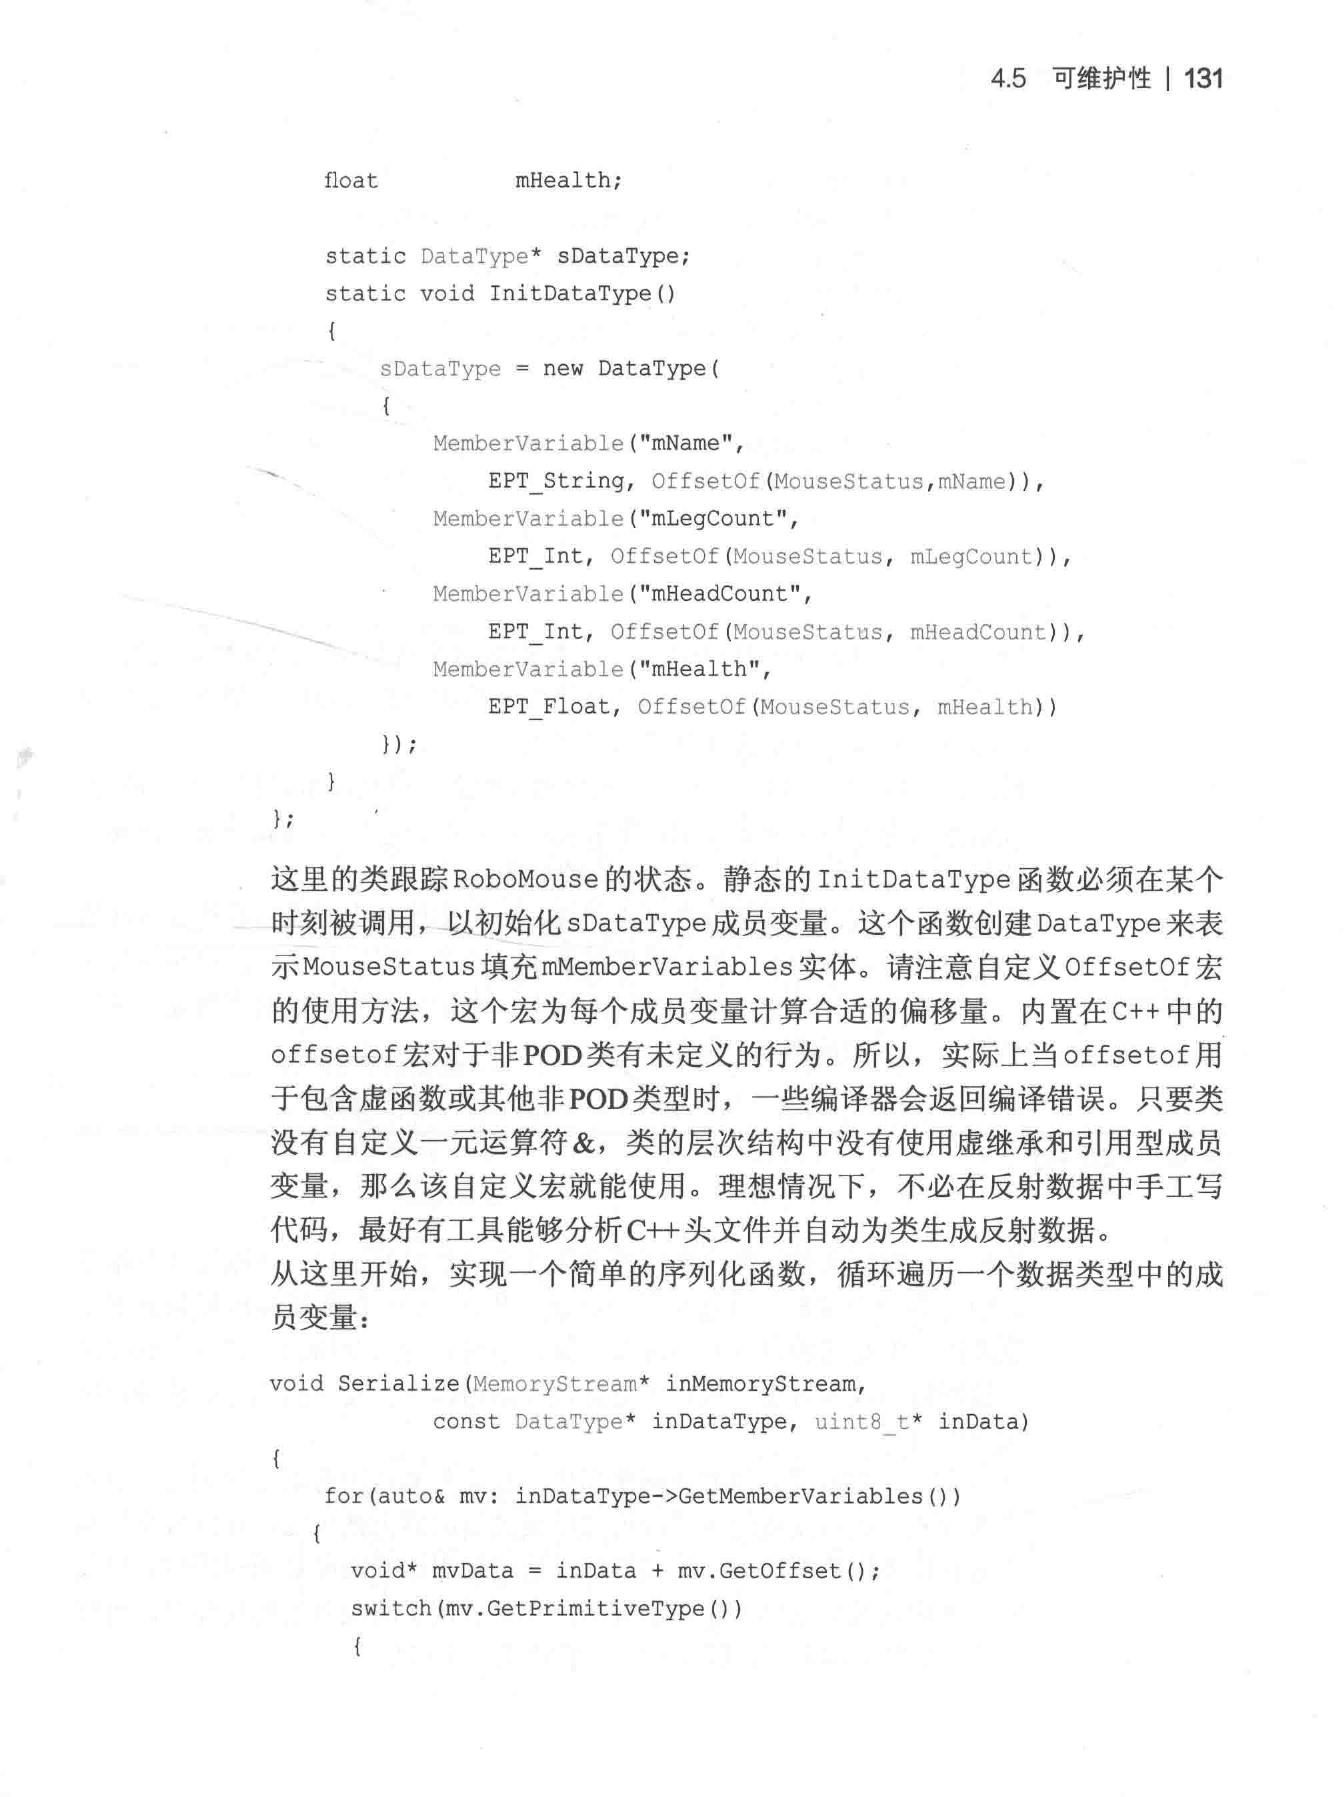 4.5 可维护性 | 131
float mHealth;
static DataType* sDataType;
static void InitDataType()
{
sDataType = new DataType(
{
MemberVariable("mName",
EPT_String, OffsetOf(MouseStatus,mName)),
MemberVariable("mLegCount",
EPT_Int, OffsetOf(MouseStatus, mLegCount)),
MemberVariable("mHeadCount",
EPT_Int, OffsetOf(MouseStatus, mHeadCount)),
MemberVariable("mHealth",
EPT_Float, OffsetOf(MouseStatus, mHealth))
});
}
};
这里的类跟踪RoboMouse的状态。静态的InitDataType函数必须在某个
时刻被调用，以初始化sDataType成员变量。这个函数创建DataType来表
示MouseStatus填充mMemberVariables实体。请注意自定义OffsetOf宏
的使用方法，这个宏为每个成员变量计算合适的偏移量。内置在C++中的
offsetof宏对于非POD类有未定义的行为。所以，实际上当offsetof用
于包含虚函数或其他非POD类型时，一些编译器会返回编译错误。只要类
没有自定义一元运算符&，类的层次结构中没有使用虚继承和引用型成员
变量，那么该自定义宏就能使用。理想情况下，不必在反射数据中手工写
代码，最好有工具能够分析C++头文件并自动为类生成反射数据。
从这里开始，实现一个简单的序列化函数，循环遍历一个数据类型中的成
员变量：
void Serialize(MemoryStream* inMemoryStream,
const DataType* inDataType, uint8_t* inData)
{
for(auto& mv: inDataType->GetMemberVariables())
{
void* mvData = inData + mv.GetOffset();
switch(mv.GetPrimitiveType())
{